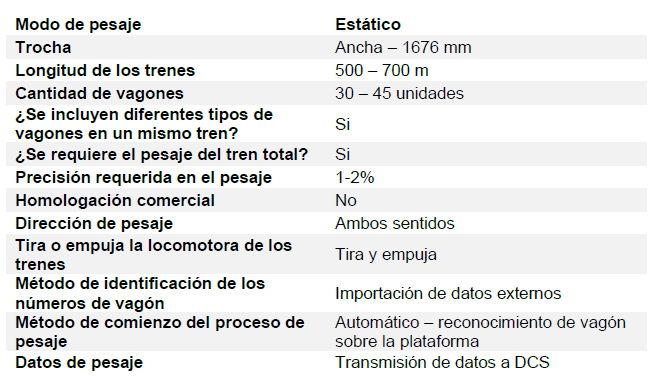 Modo de pesaje Estático
Trocha Ancha – 1676 mm
Longitud de los trenes 500 – 700 m
Cantidad de vagones 30 – 45 unidades
¿Se incluyen diferentes tipos de
vagones en un mismo tren? Si
¿Se requiere el pesaje del tren total? Si
Precisión requerida en el pesaje 1-2%
Homologación comercial No
Dirección de pesaje Ambos sentidos
Tira o empuja la locomotora de los
trenes Tira y empuja
Método de identificación de los
números de vagón Importación de datos externos
Método de comienzo del proceso de
pesaje Automático – reconocimiento de vagón
sobre la plataforma
Datos de pesaje Transmisión de datos a DCS